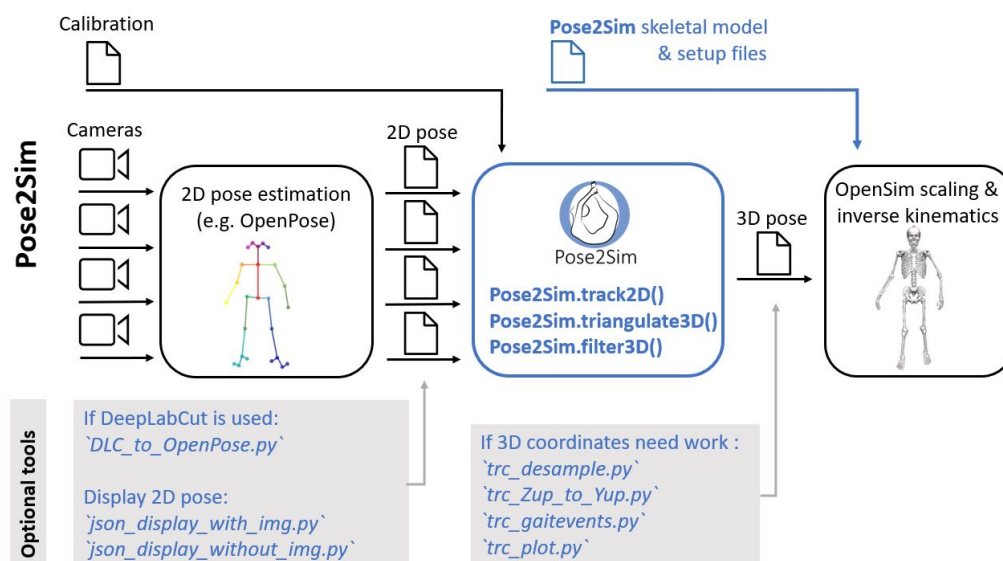 Calibration
Pose2Sim skeletal model
& setup files
Pose2Sim
Cameras
2D pose
2D pose estimation
(e.g. OpenPose)
Pose2Sim
Pose2Sim.track2D()
Pose2Sim.triangulate3D()
Pose2Sim.filter3D()
3D pose
OpenSim scaling &
inverse kinematics
Optional tools
If DeepLabCut is used:
`DLC_to_OpenPose.py`
Display 2D pose:
`json_display_with_img.py`
`json_display_without_img.py`
If 3D coordinates need work :
`trc_desample.py`
`trc_Zup_to_Yup.py`
`trc_gaitevents.py`
`trc_plot.py`